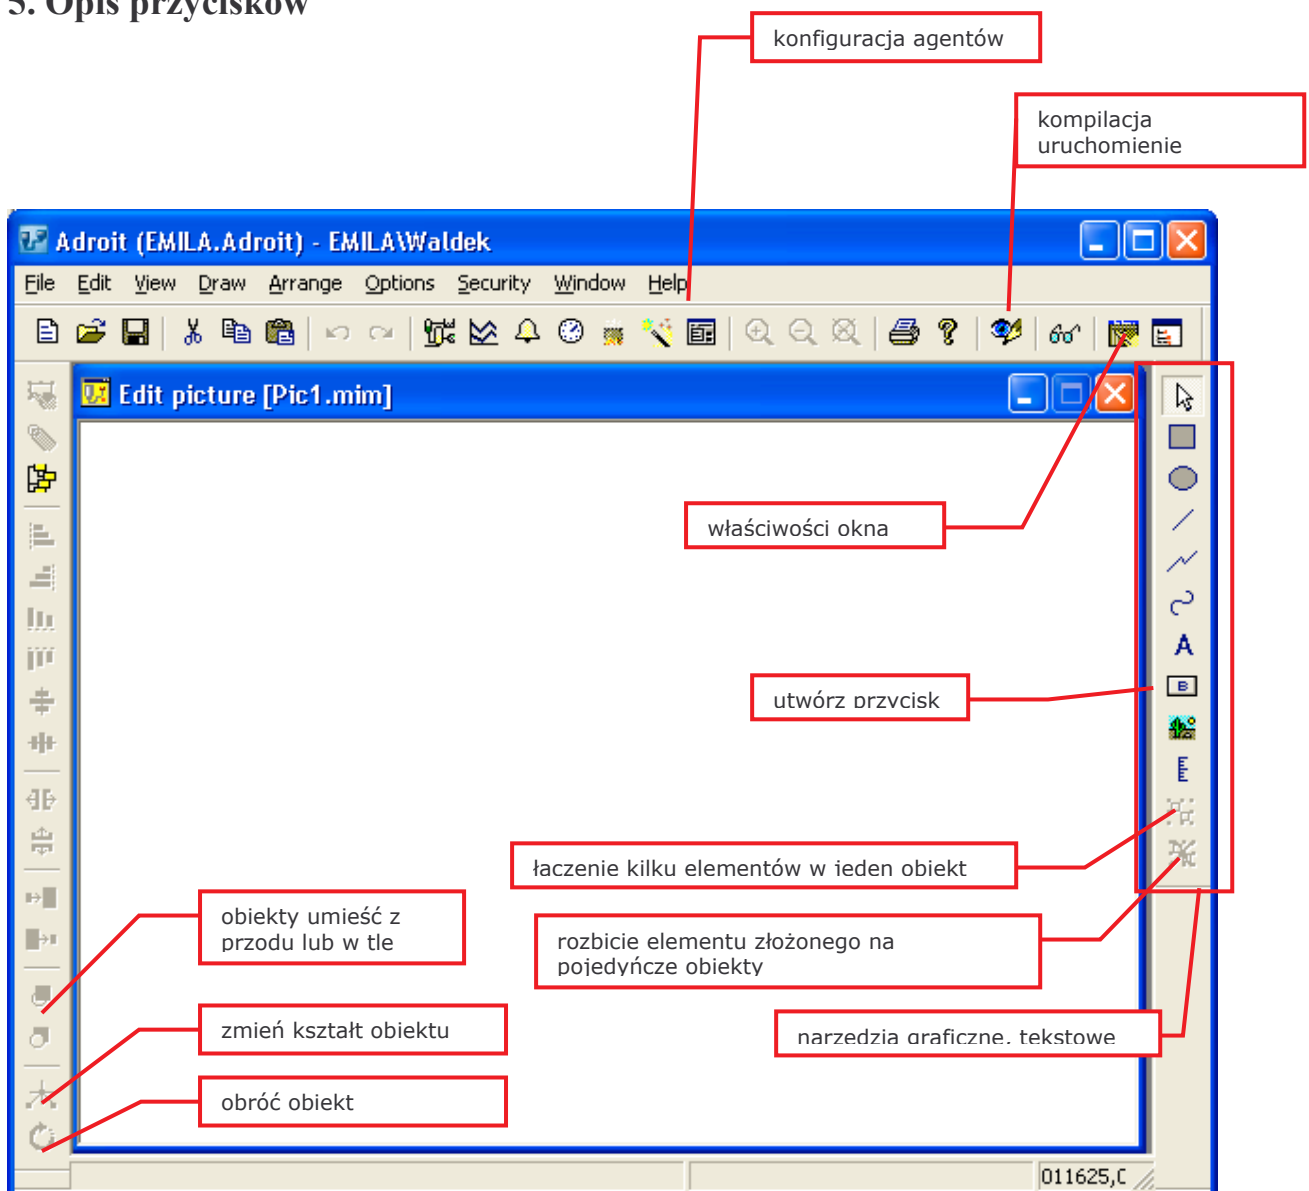 5. Opis przycisków
konfiguracja agentów
kompilacja
uruchomienie
Adroit (EMILA.Adroit) - EMILA\Waldek
File Edit View Draw Arrange Options Security Window Help
Edit picture [Pic1.mim]
właściwości okna
A
utwórz przycisk
B
łaczenie kilku elementów w jeden obiekt
obiekty umieść z
przodu lub w tle
rozbicie elementu złożonego na
pojedyńcze obiekty
zmień kształt obiektu
narzędzia graficzne, tekstowe
obróć obiekt
011625,